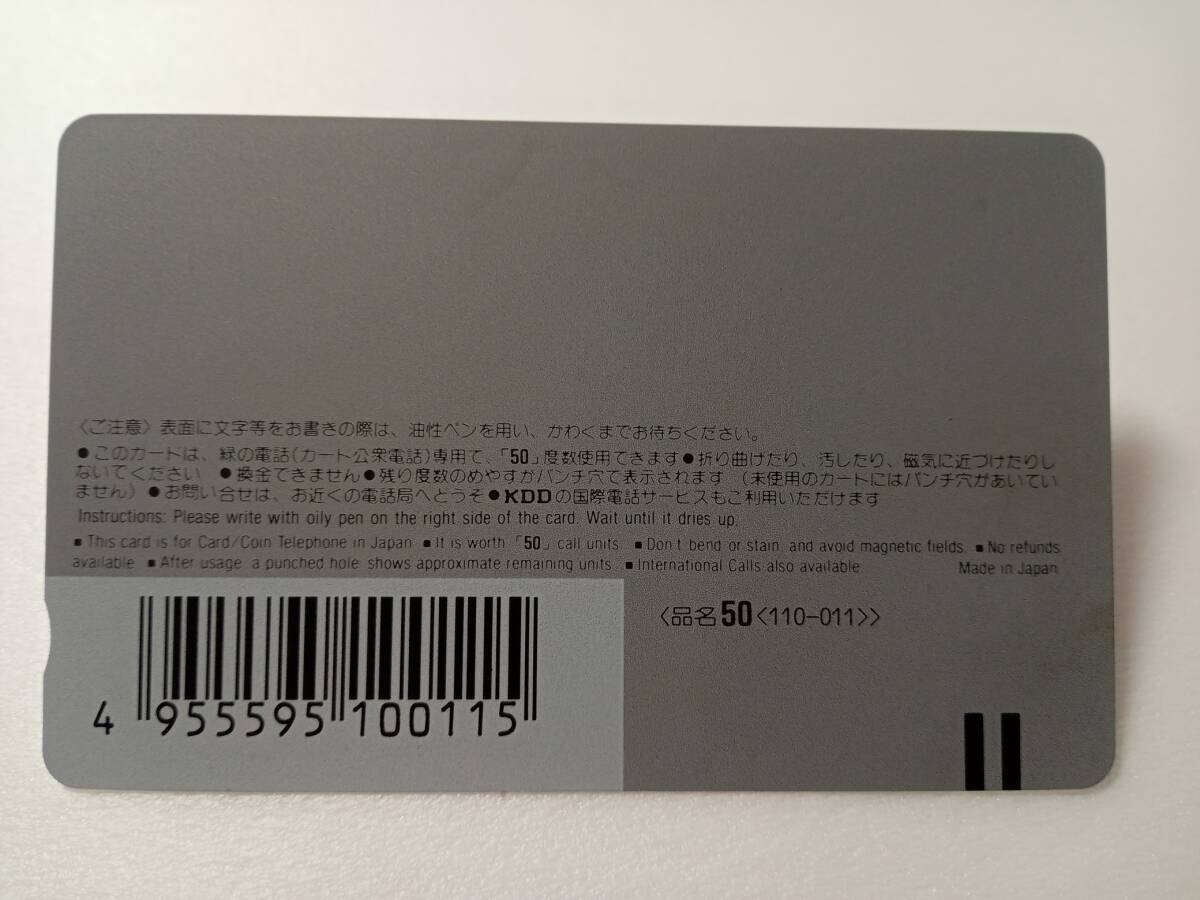 〈ご注意〉表面に文字等をお書きの際は、油性ペンを用い、かわくまでお待ちください。
●このカードは、緑の電話(カート公衆電話)専用で、「50」度数使用できます●折り曲けたり、汚したり、磁気に近づけたりし
ないてください ●換金できません●残り度数のめやすがパンチ穴で表示されます (未使用のカートにはパンチ穴があいてい
ません) ●お問い合せは、お近くの電話局へとうそ●KDDの国際電話サービスもこ利用いただけます
Instructions: Please write with oily pen on the right side of the card. Wait until it dries up.
■This card is for Card/Coin Telephone in Japan ■It is worth「50」call units. ■Don't bend or stain, and avoid magnetic fields. ■No refunds
available ■After usage, a punched hole shows approximate remaining units ■International Calls also available
Made in Japan
〈品名50<110-011>〉
4 955595 100115